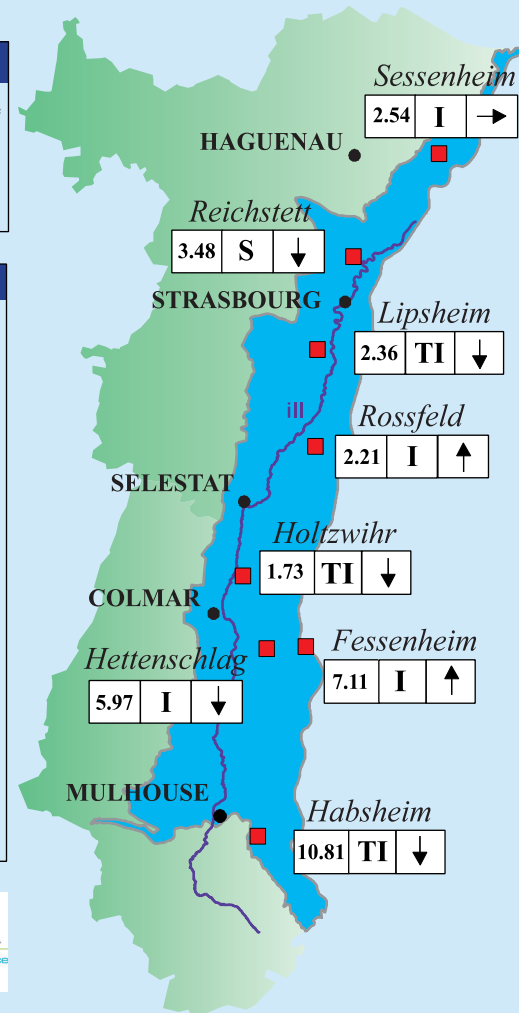 Sessenheim
2.54 I →
HAGUENAU
Reichstett
3.48 S ↓
STRASBOURG
Lipsheim
2.36 TI ↓
ill
Rossfeld
2.21 I ↑
SELESTAT
Holtzwihr
1.73 TI ↓
COLMAR
Hettenschlag
5.97 I ↓
Fessenheim
7.11 I ↑
MULHOUSE
Habsheim
10.81 TI ↓